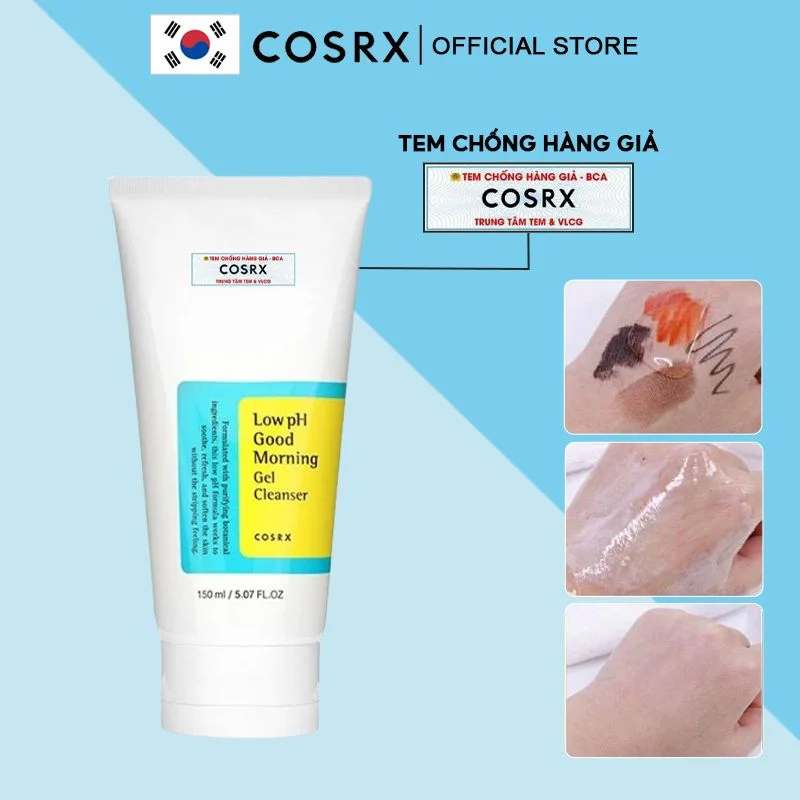 COSRX | OFFICIAL STORE
TEM CHỐNG HÀNG GIẢ
TEM CHỐNG HÀNG GIẢ - BCA
COSRX
TRUNG TÂM TEM & VLCG
TEM CHỐNG HÀNG GIẢ - BCA
COSRX
TRUNG TÂM TEM & VLCG
Formulated with purifying botanical
ingredients, this low pH formula works to
soothe, refresh, and soften the skin
without the stripping feeling.
Low pH
Good
Morning
Gel
Cleanser
COSRX
150 ml / 5.07 FL.OZ